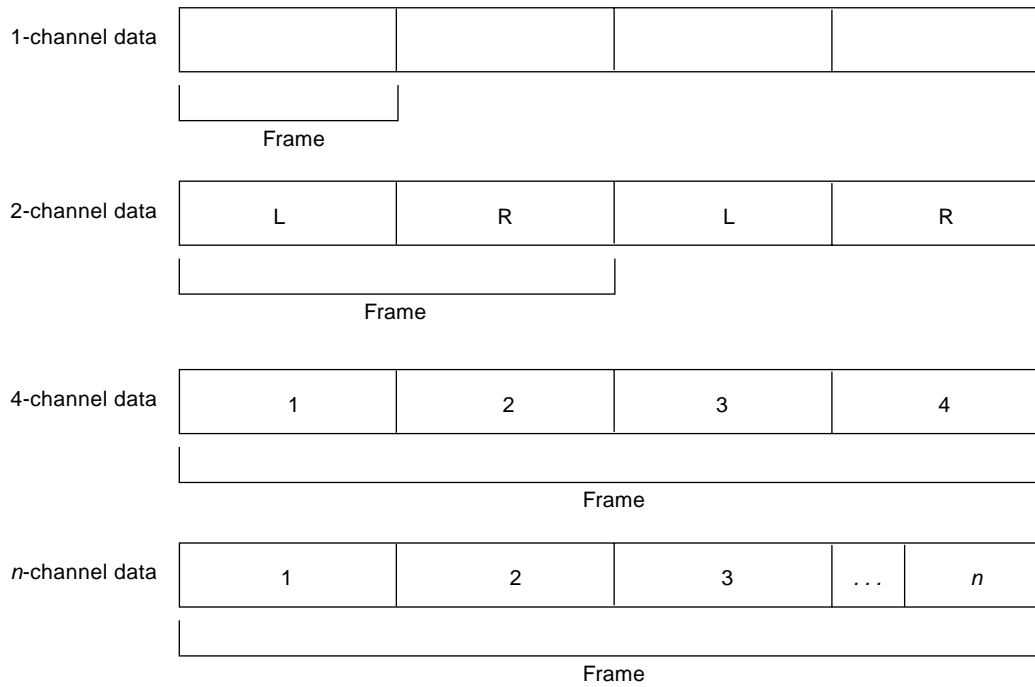 1-channel data
Frame
2-channel data L R L R
Frame
4-channel data 1 2 3 4
Frame
n-channel data 1 2 3 . . . n
Frame